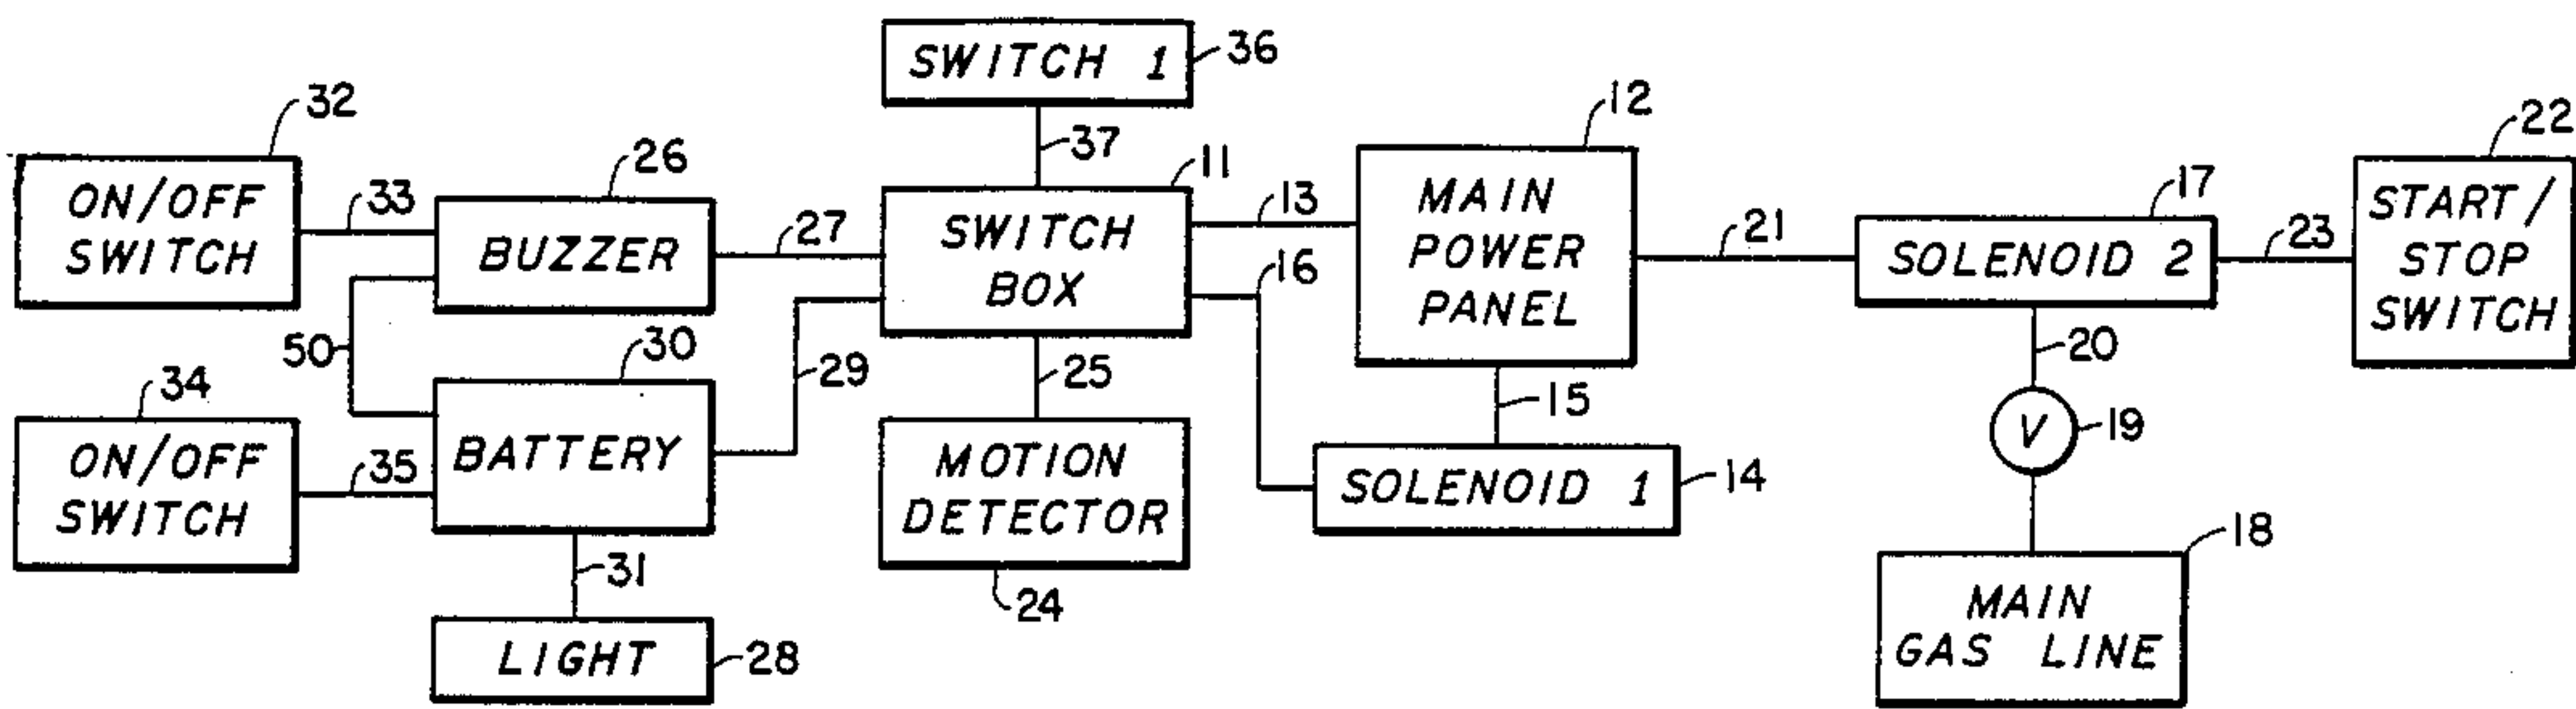 SWITCH 1
36
12
32
22
37
26
11
17
ON/OFF
SWITCH
33
BUZZER
27
SWITCH
BOX
13
MAIN
POWER
PANEL
21
SOLENOID 2
23
START/
STOP
SWITCH
16
50
30
29
25
20
34
15
V
19
ON/OFF
SWITCH
35
BATTERY
MOTION
DETECTOR
SOLENOID 1
14
31
24
18
LIGHT
28
MAIN
GAS LINE